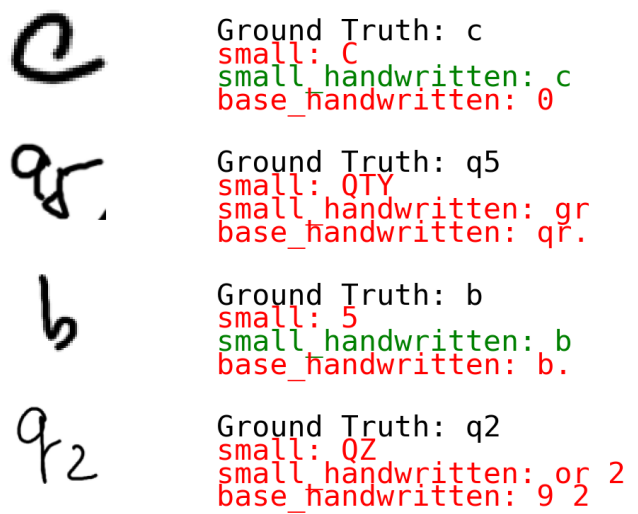 c
Ground Truth: c
small: C
small_handwritten: c
base_handwritten: 0
q5
Ground Truth: q5
small: QTY
small_handwritten: gr
base_handwritten: qr.
b
Ground Truth: b
small: 5
small_handwritten: b
base_handwritten: b.
q2
Ground Truth: q2
small: QZ
small_handwritten: or 2
base_handwritten: 9 2